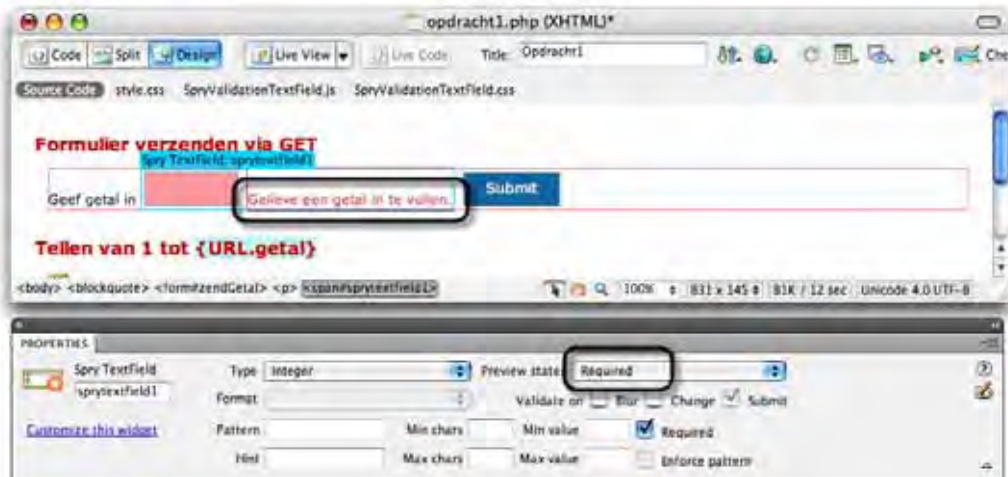 opdracht1.php (XHTML)*
Code Split Design Live View Live Code Title: Opdracht1 Che
Source Code style.css SpryValidationTextField.js SpryValidationTextField.css
Formulier verzenden via GET
Spry TextField: sprytextfield1
Geef getal in Gelieve een getal in te vullen. Submit
Tellen van 1 tot {URL.getal}
<body> <blockquote> <form#zendGetal> <p> <span#sprytextfield1> 100% 831 x 145 81K / 12 sec Unicode 4.0 UTF-8
PROPERTIES
Spry TextField Type Integer Preview state Required
sprytextfield1 Format Validate on Blur Change Submit
Customize this widget Pattern Min chars Min value Required
Hint Max chars Max value Enforce pattern